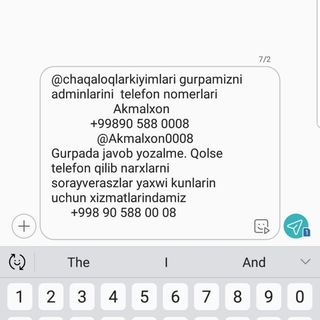 7/2
@chaqaloqlarkiyimlari gurpamizni
adminlarini telefon nomerlari
Akmalxon
+99890 588 0008
@Akmalxon0008
Gurpada javob yozalme. Qolse
telefon qilib narxlarni
sorayveraszlar yaxwi kunlarin
uchun xizmatlarindamiz
+998 90 588 00 08
1
The I And
1 2 3 4 5 6 7 8 9 0